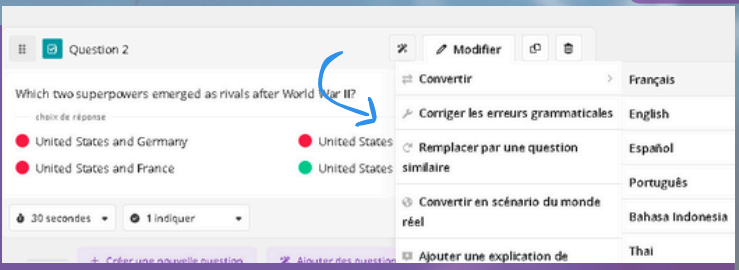 Question 2
Modifier
Which two superpowers emerged as rivals after World War II?
choix de réponse
United States and Germany
United States
United States and France
United States
30 secondes
1 indiquer
Créer une nouvelle question
Ajouter des question
Convertir
Corriger les erreurs grammaticales
Remplacer par une question
similaire
Convertir en scénario du monde
réel
Ajouter une explication de
Français
English
Español
Português
Bahasa Indonesia
Thai